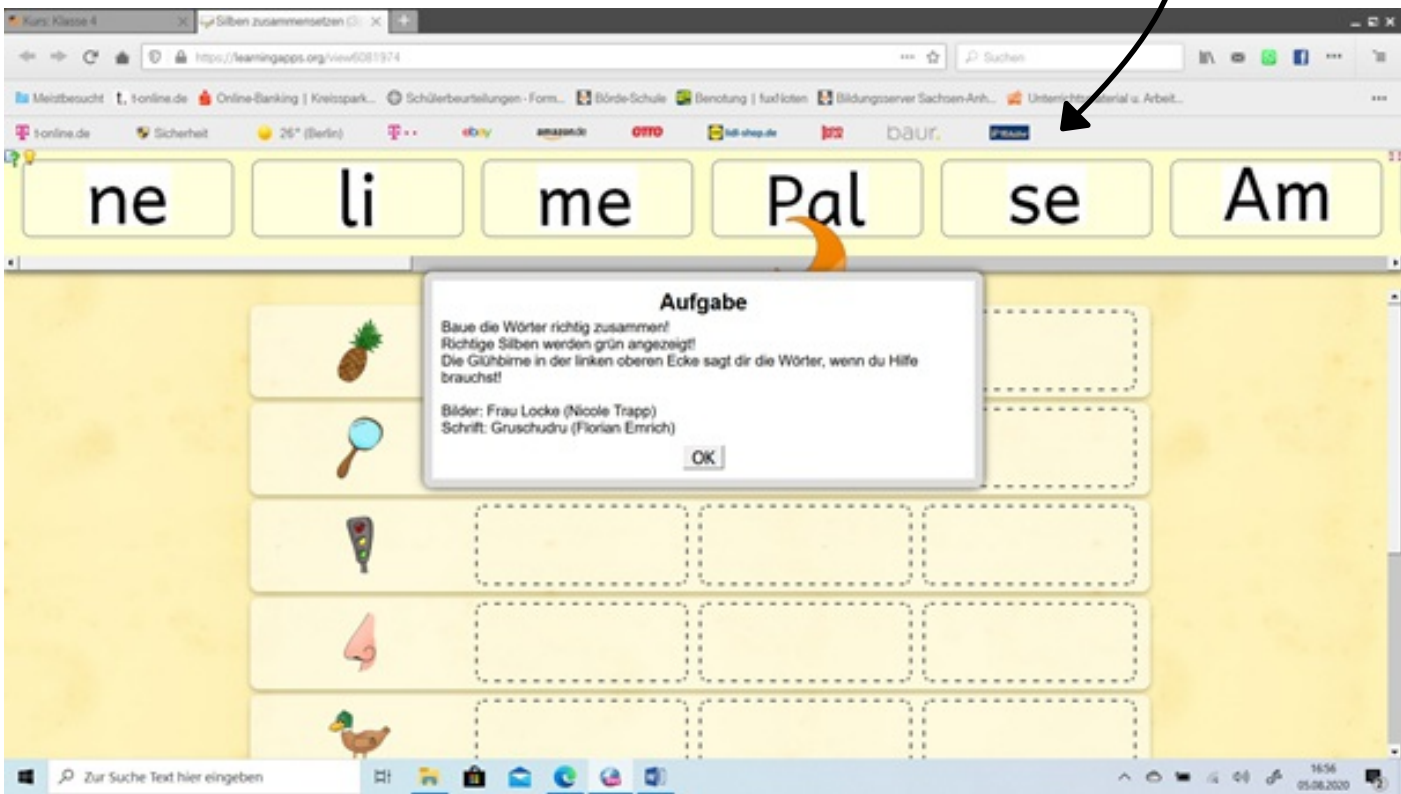 Kurs: Klasse 4
Silben zusammensetzen
https://learningapps.org/view6081974
Suchen
Meistbesucht t-online.de Online-Banking | Kreisspark... Schülerbeurteilungen - Form... Börde-Schule Benotung | fuxNoten Bildungsserver Sachsen-Anh... Unterrichtsmaterial u. Arbeit...
t-online.de Sicherheit 26° (Berlin) ebay amazon.de OTTO lidl-shop.de baur.
ne li me Pal se Am
Aufgabe
Baue die Wörter richtig zusammen!
Richtige Silben werden grün angezeigt!
Die Glühbirne in der linken oberen Ecke sagt dir die Wörter, wenn du Hilfe
brauchst!
Bilder: Frau Locke (Nicole Trapp)
Schrift: Gruschudru (Florian Emrich)
OK
Zur Suche Text hier eingeben
16:56
05.08.2020